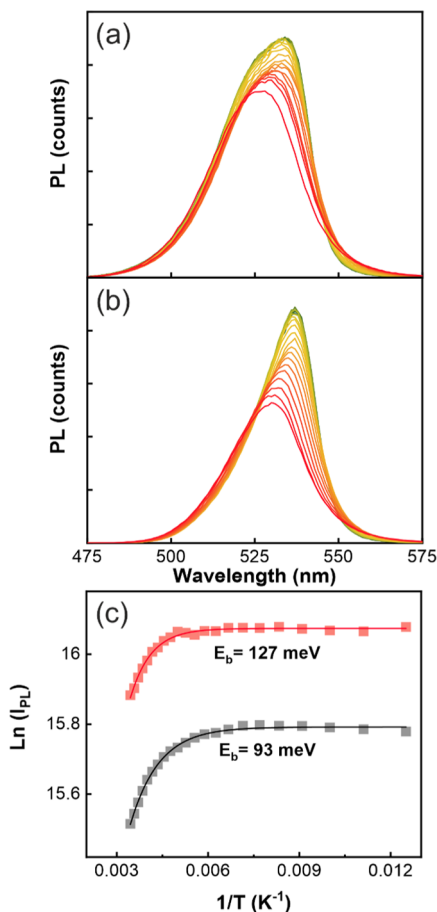 (a)
PL (counts)
(b)
PL (counts)
475 500 525 550 575
Wavelength (nm)
(c)
16
E_b= 127 meV
Ln (I_PL)
15.8
E_b= 93 meV
15.6
0.003 0.006 0.009 0.012
1/T (K⁻¹)